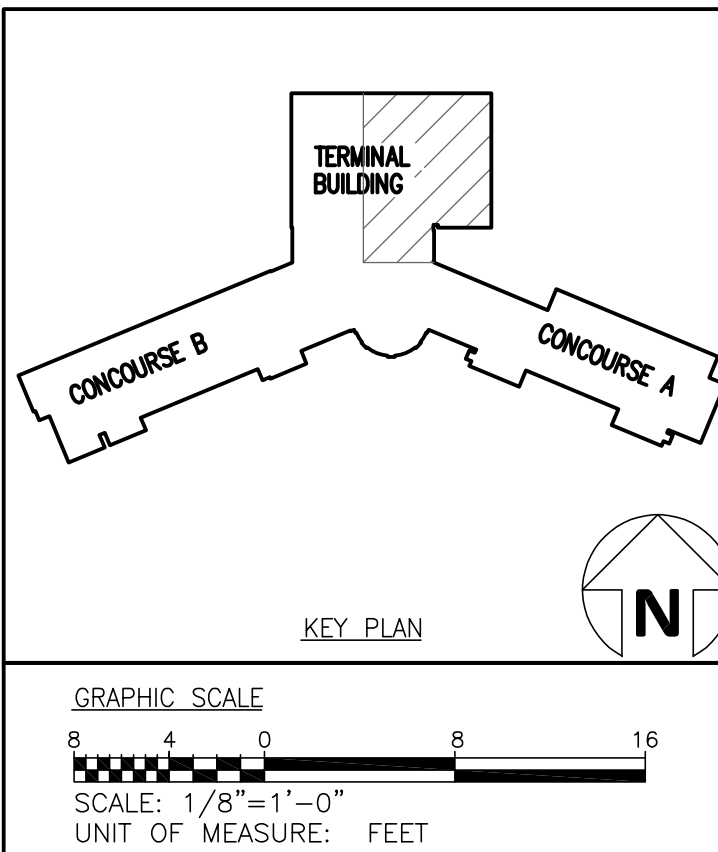 TERMINAL
BUILDING
CONCOURSE B
CONCOURSE A
N
KEY PLAN
GRAPHIC SCALE
8 4 0 8 16
SCALE: 1/8"=1'-0"
UNIT OF MEASURE: FEET